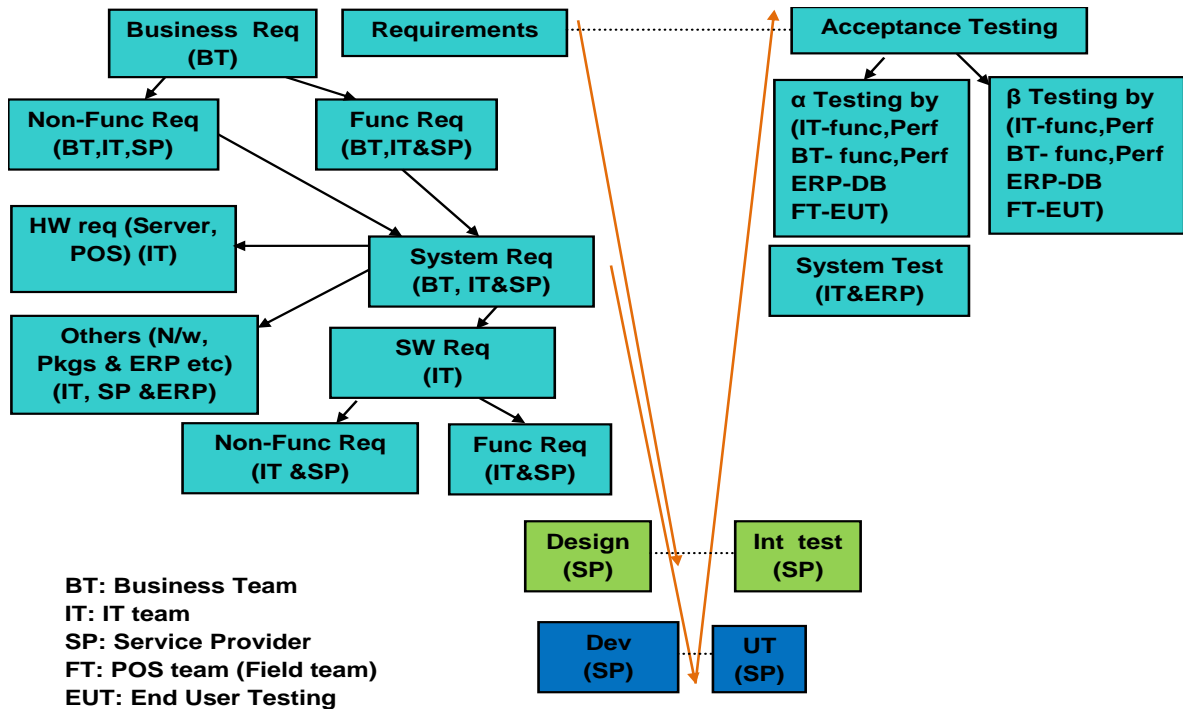 Business Req
(BT)
Requirements
Acceptance Testing
Non-Func Req
(BT,IT,SP)
Func Req
(BT,IT&SP)
α Testing by
(IT-func,Perf
BT- func,Perf
ERP-DB
FT-EUT)
β Testing by
(IT-func,Perf
BT- func,Perf
ERP-DB
FT-EUT)
HW req (Server,
POS) (IT)
System Req
(BT, IT&SP)
System Test
(IT&ERP)
Others (N/w,
Pkgs & ERP etc)
(IT, SP &ERP)
SW Req
(IT)
Non-Func Req
(IT &SP)
Func Req
(IT&SP)
Design
(SP)
Int test
(SP)
Dev
(SP)
UT
(SP)
BT: Business Team
IT: IT team
SP: Service Provider
FT: POS team (Field team)
EUT: End User Testing